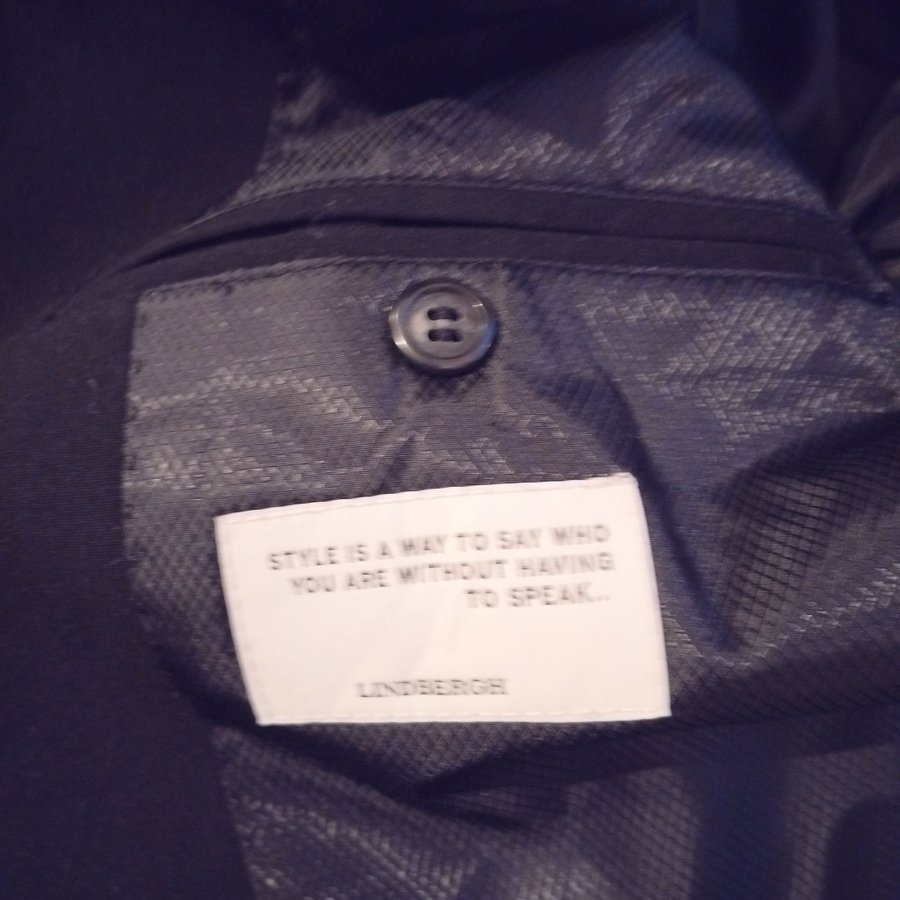 STYLE IS A WAY TO SAY WHO
YOU ARE WITHOUT HAVING
TO SPEAK..
LINDBERGH